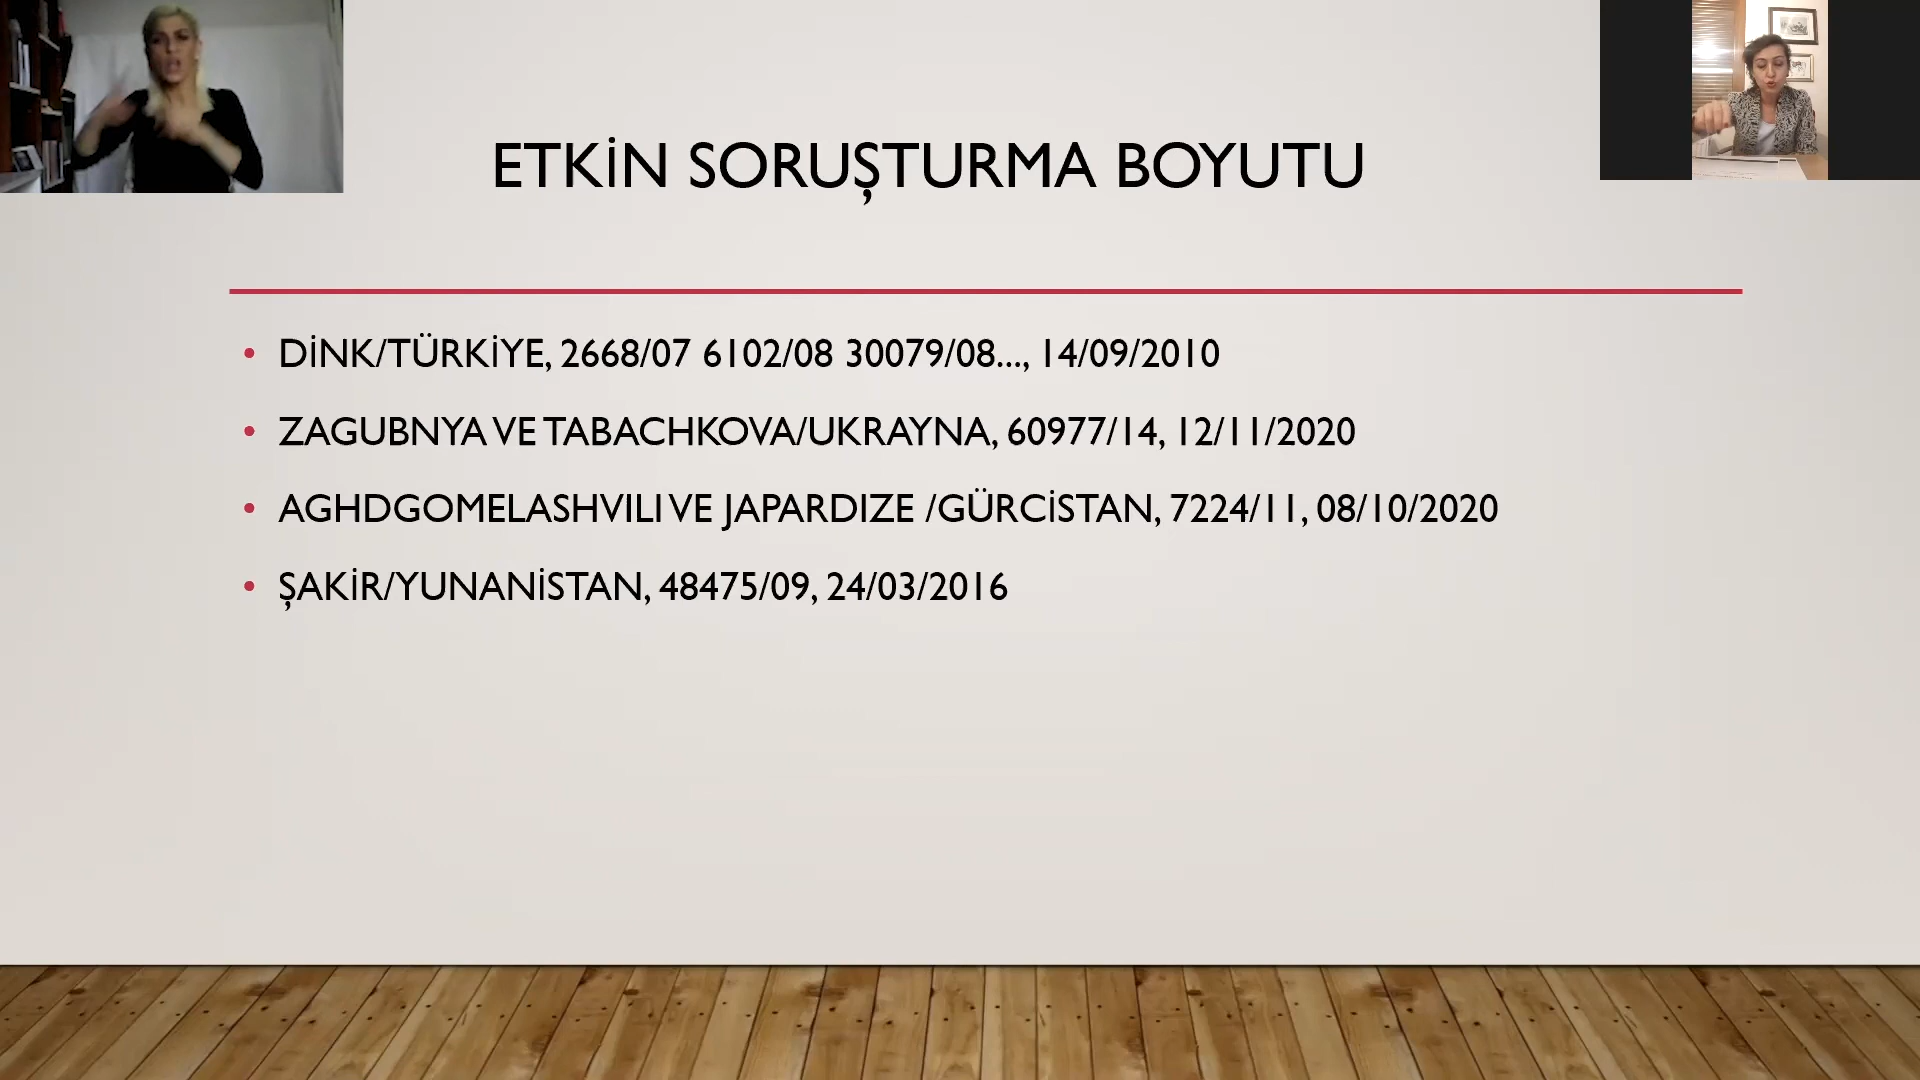 ETKİN SORUŞTURMA BOYUTU
• DİNK/TÜRKİYE, 2668/07 6102/08 30079/08..., 14/09/2010
• ZAGUBNYA VE TABACHKOVA/UKRAYNA, 60977/14, 12/11/2020
• AGHDGOMELASHVILI VE JAPARDIZE /GÜRCİSTAN, 7224/11, 08/10/2020
• ŞAKİR/YUNANİSTAN, 48475/09, 24/03/2016